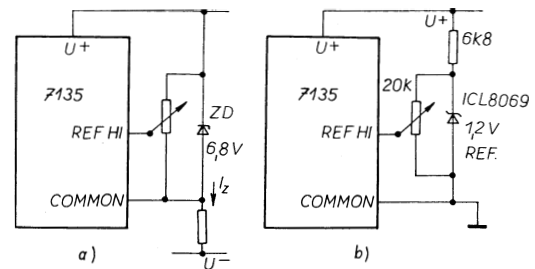 U+
7135
REF HI
COMMON
ZD
6,8V
Iz
U−
a)
U+
U+
7135
REF HI
COMMON
6K8
20K
ICL8069
1,2V
REF.
b)